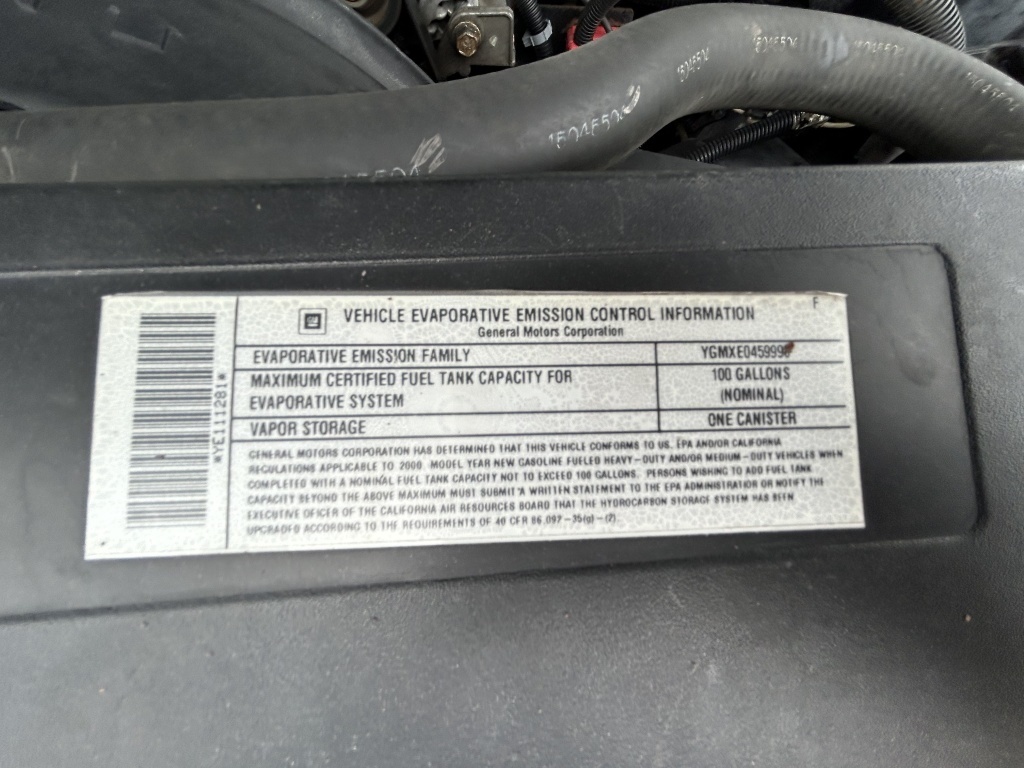 15045504
F
GM
VEHICLE EVAPORATIVE EMISSION CONTROL INFORMATION
General Motors Corporation
EVAPORATIVE EMISSION FAMILY
MAXIMUM CERTIFIED FUEL TANK CAPACITY FOR 100 GALLONS
EVAPORATIVE SYSTEM (NOMINAL)
VAPOR STORAGE ONE CANISTER
*YE111281*
GENERAL MOTORS CORPORATION HAS DETERMINED THAT THIS VEHICLE CONFORMS TO US. EPA AND/OR CALIFORNIA
REGULATIONS APPLICABLE TO 2000. MODEL YEAR NEW GASOLINE FUELED HEAVY-DUTY AND/OR MEDIUM-DUTY VEHICLES WHEN
COMPLETED WITH A NOMINAL FUEL TANK CAPACITY NOT TO EXCEED 100 GALLONS. PERSONS WISHING TO ADD FUEL TANK
CAPACITY BEYOND THE ABOVE MAXIMUM MUST SUBMIT A WRITTEN STATEMENT TO THE EPA ADMINISTRATION OR NOTIFY THE
EXECUTIVE OFICER OF THE CALIFORNIA AIR RESOURCES BOARD THAT THE HYDROCARBON STORAGE SYSTEM HAS BEEN
UPGRADED ACCORDING TO THE REQUIREMENTS OF 40 CFR 86.097-35(g)-(2)